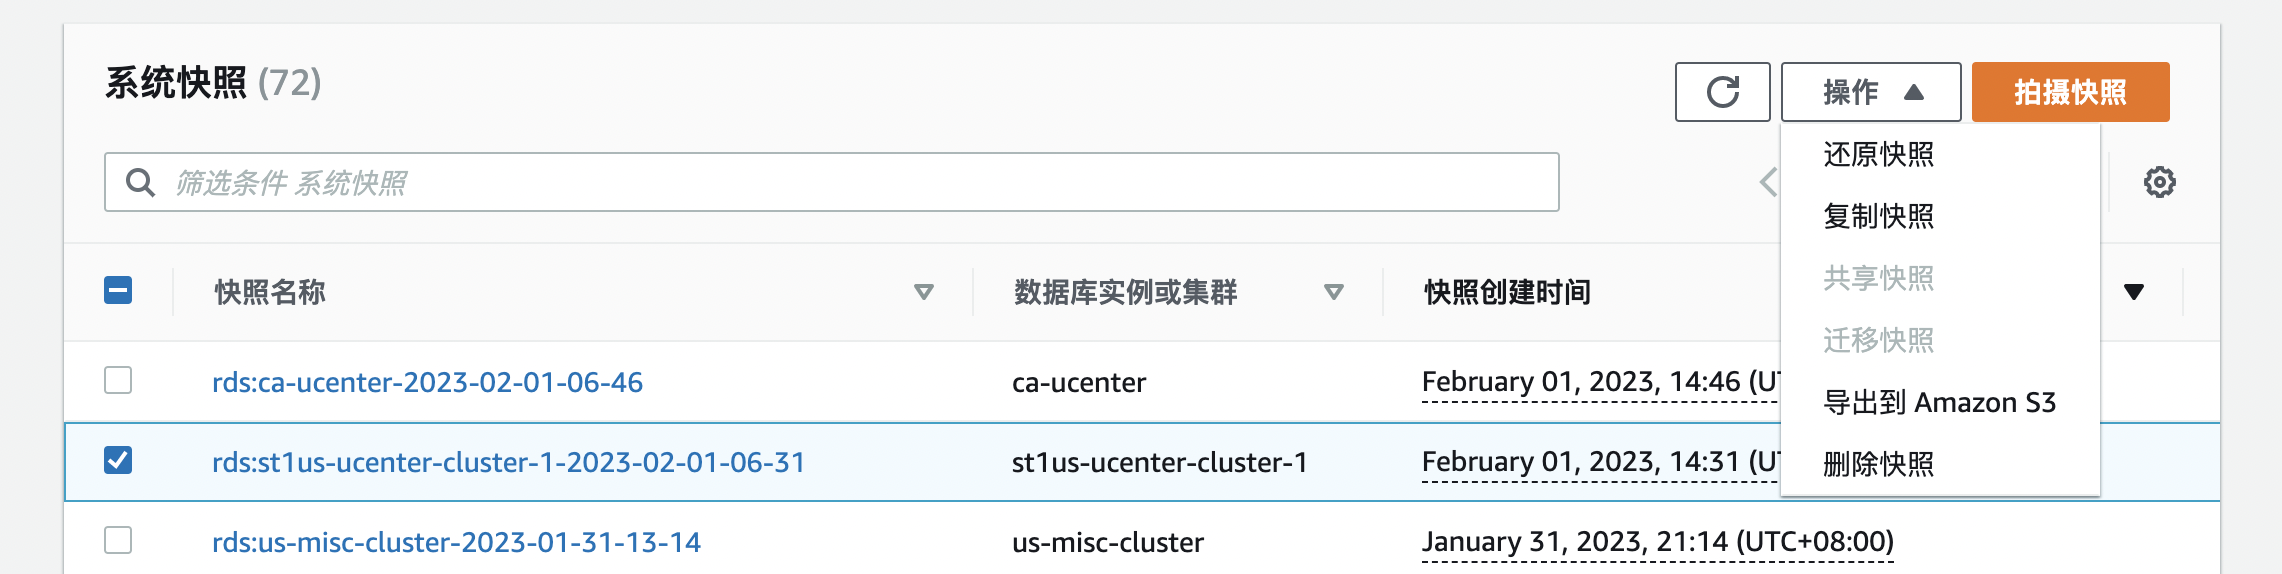 系统快照 (72)
操作
拍摄快照
筛选条件 系统快照
还原快照
复制快照
共享快照
迁移快照
导出到 Amazon S3
删除快照
快照名称
数据库实例或集群
快照创建时间
rds:ca-ucenter-2023-02-01-06-46
ca-ucenter
February 01, 2023, 14:46
rds:st1us-ucenter-cluster-1-2023-02-01-06-31
st1us-ucenter-cluster-1
February 01, 2023, 14:31
rds:us-misc-cluster-2023-01-31-13-14
us-misc-cluster
January 31, 2023, 21:14 (UTC+08:00)